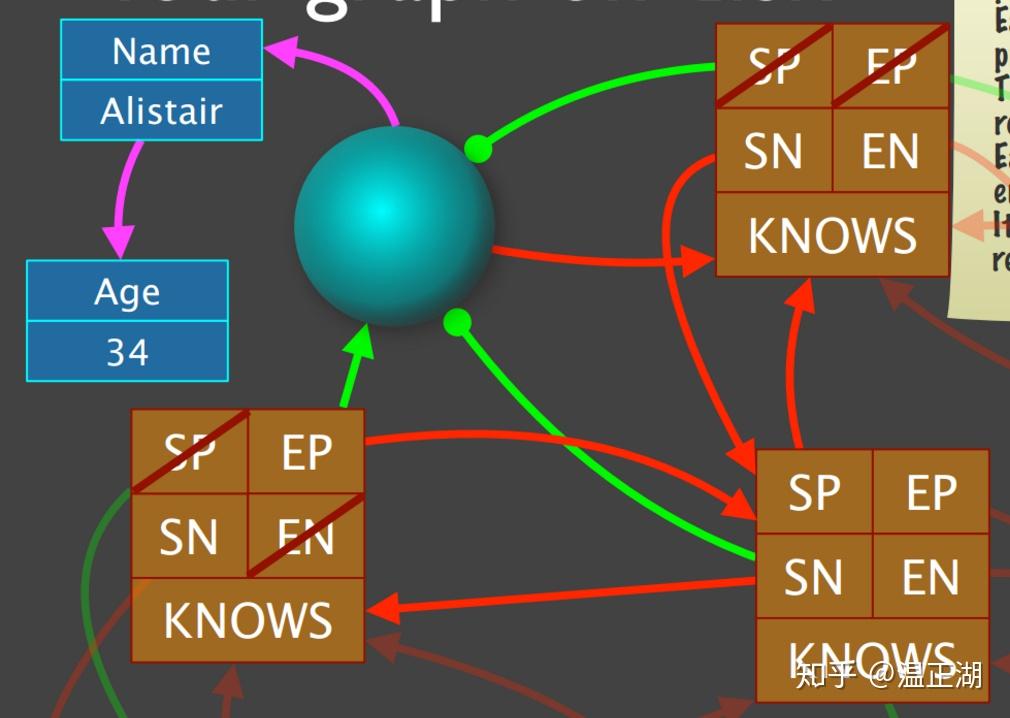 Name
Alistair
Age
34
SP EP
SN EN
KNOWS
SP EP
SN EN
KNOWS
SP EP
SN EN
KNOWS
知乎 @温正湖